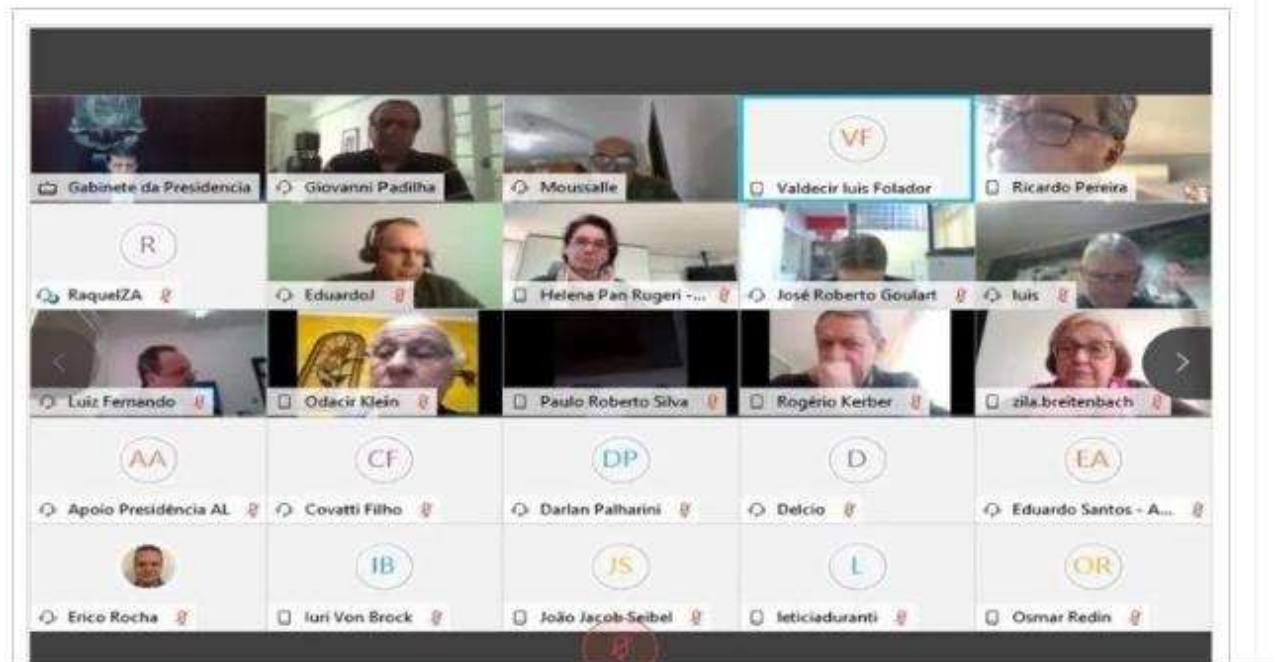 Gabinete da Presidencia
Giovanni Padilha
Moussalle
VF
Valdecir luis Folador
Ricardo Pereira
R
RaquelZA
EduardoJ
Helena Pan Rugeri -...
José Roberto Goulart
luis
Luiz Fernando
Odacir Klein
Paulo Roberto Silva
Rogério Kerber
zila.breitenbach
AA
Apoio Presidência AL
CF
Covatti Filho
DP
Darlan Palharini
D
Delcio
EA
Eduardo Santos - A...
Erico Rocha
IB
Iuri Von Brock
JS
João Jacob Seibel
L
leticiaduranti
OR
Osmar Redin